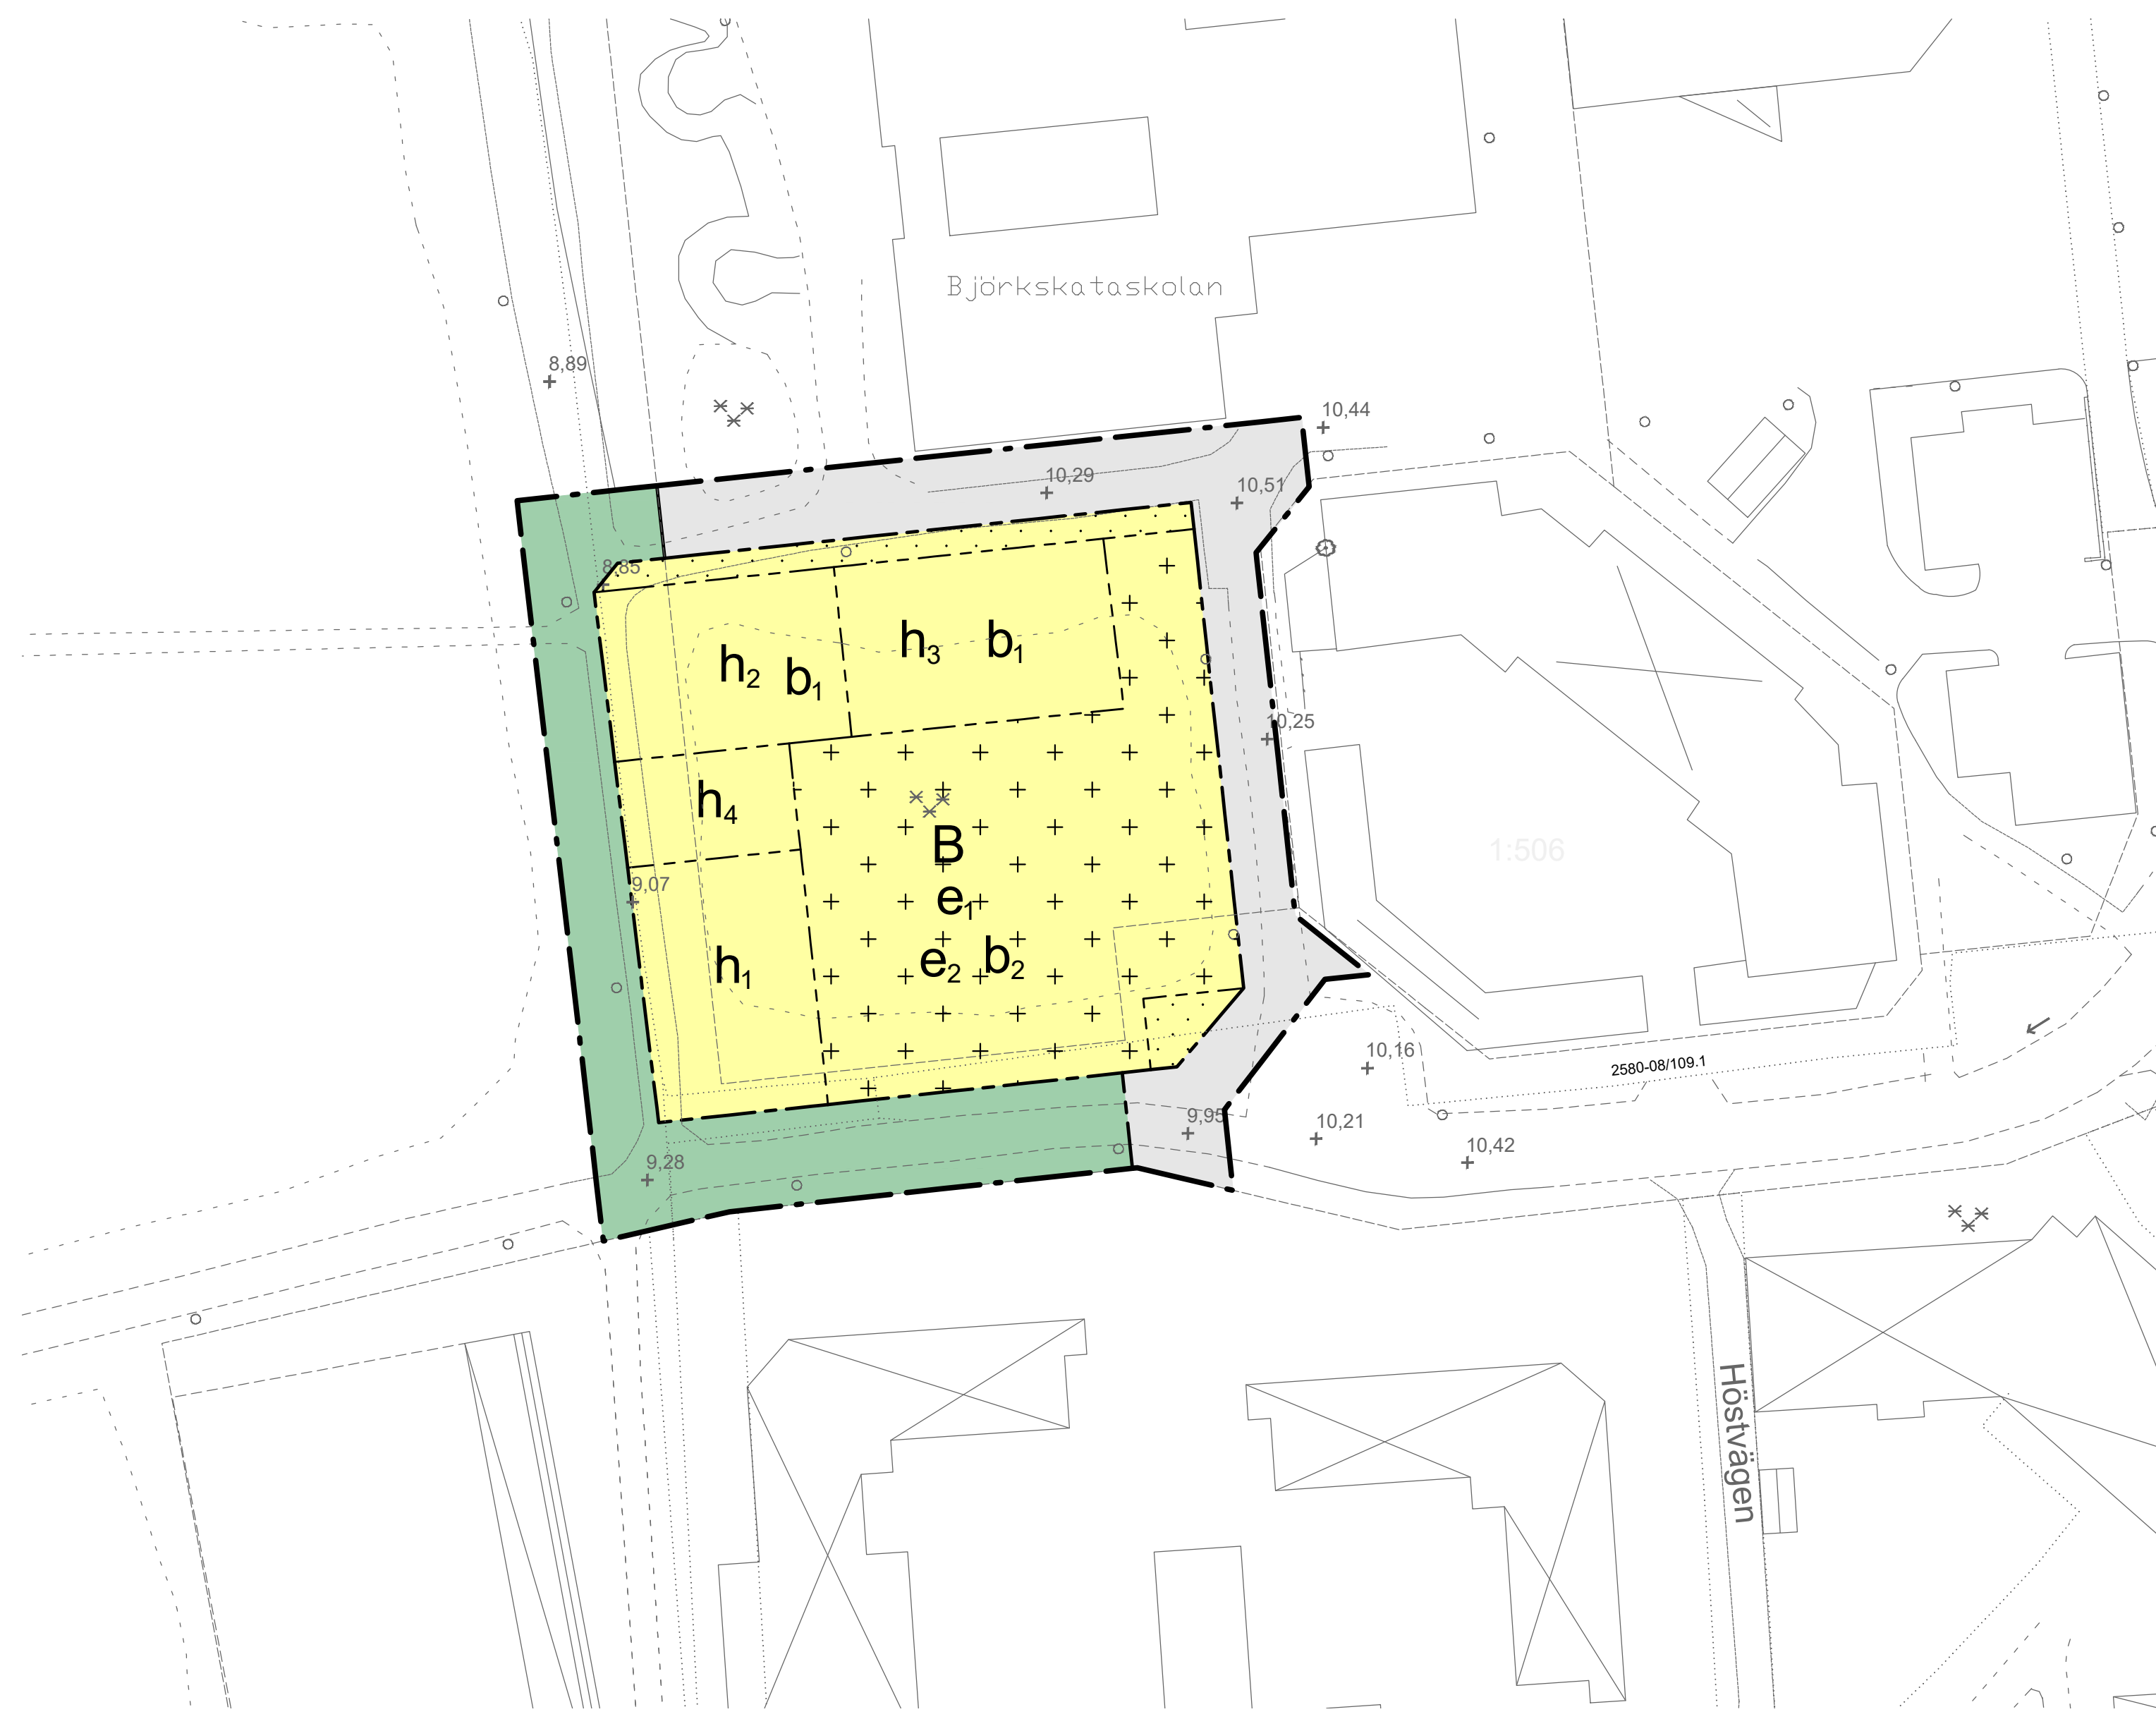 Björkskataskolan
8,89
10,44
10,29
10,51
8,85
h3 b1
h2 b1
10,25
h4
B
1:506
9,07
e1
e2 b2
h1
10,16
2580-08/109.1
9,95
10,21
10,42
9,28
Höstvägen